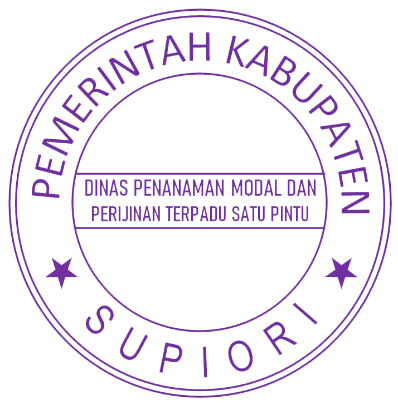 PEMERINTAH KABUPATEN
DINAS PENANAMAN MODAL DAN
PERIJINAN TERPADU SATU PINTU
SUPIORI